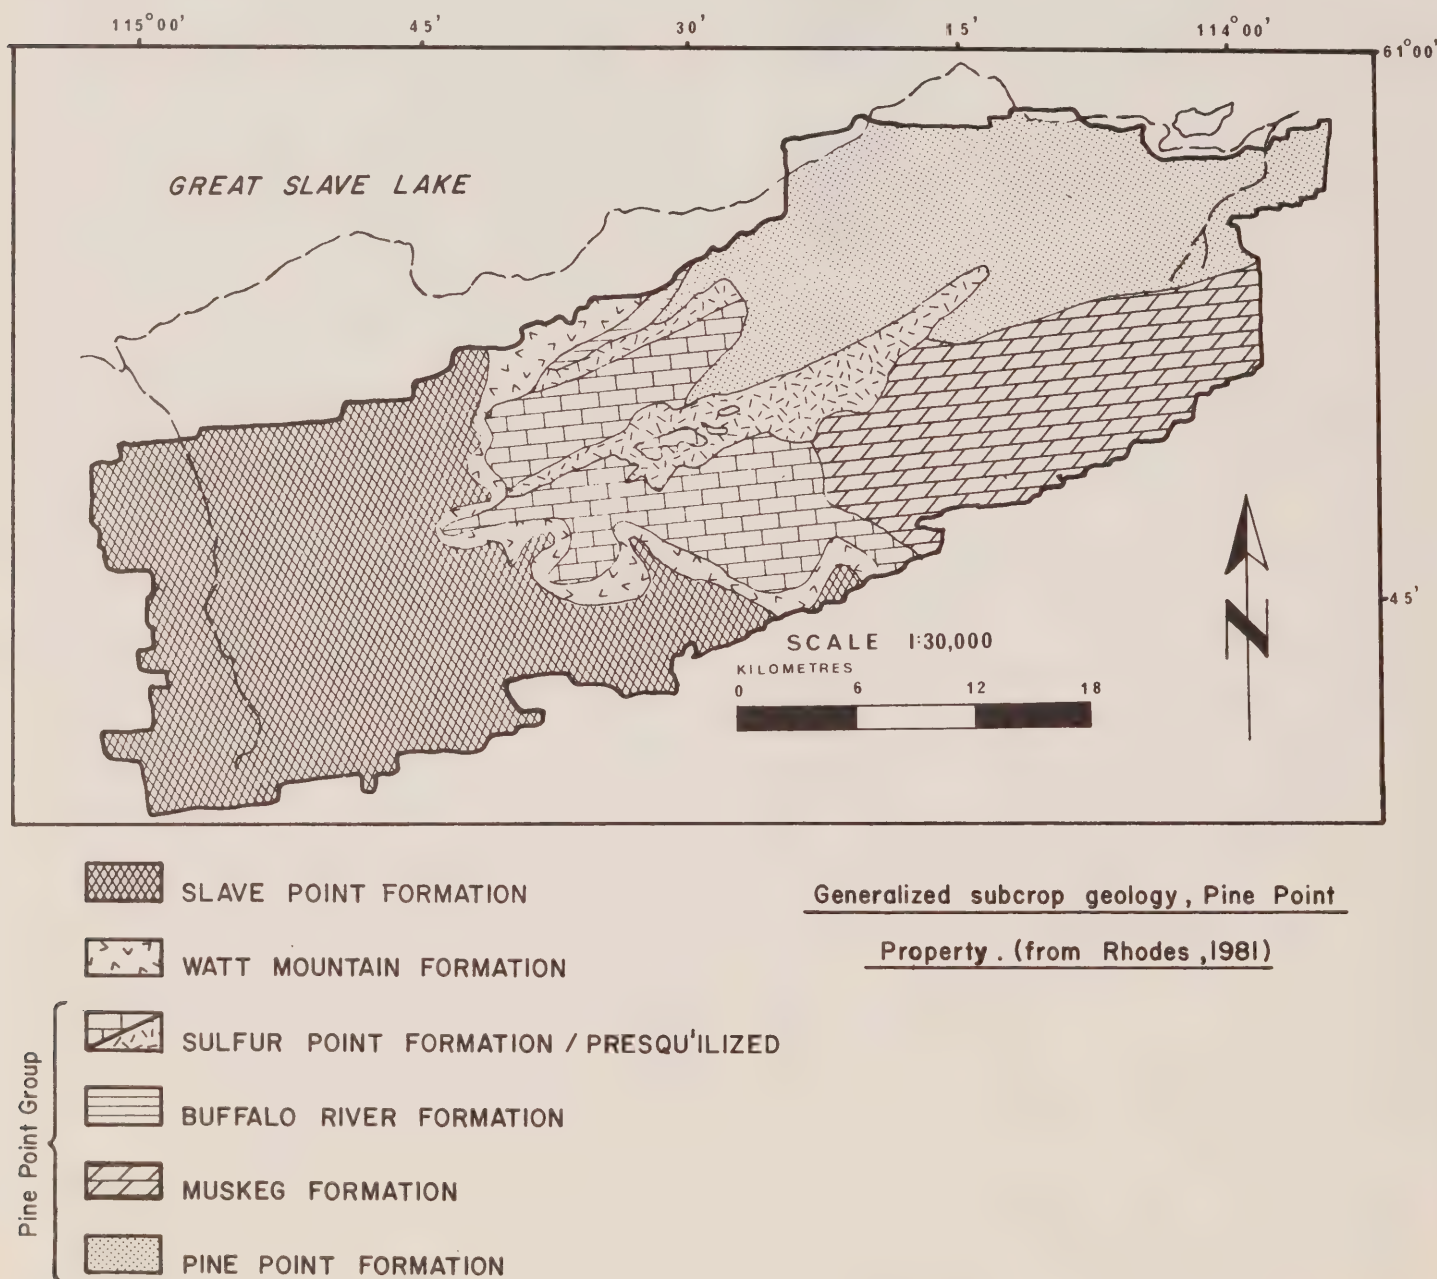 115°00' 45' 30' 15' 114°00'
61°00'
GREAT SLAVE LAKE
45'
N
SCALE 1:30,000
KILOMETRES
0 6 12 18
SLAVE POINT FORMATION
Generalized subcrop geology, Pine Point
Property. (from Rhodes, 1981)
WATT MOUNTAIN FORMATION
Pine Point Group
SULFUR POINT FORMATION / PRESQU'ILIZED
BUFFALO RIVER FORMATION
MUSKEG FORMATION
PINE POINT FORMATION